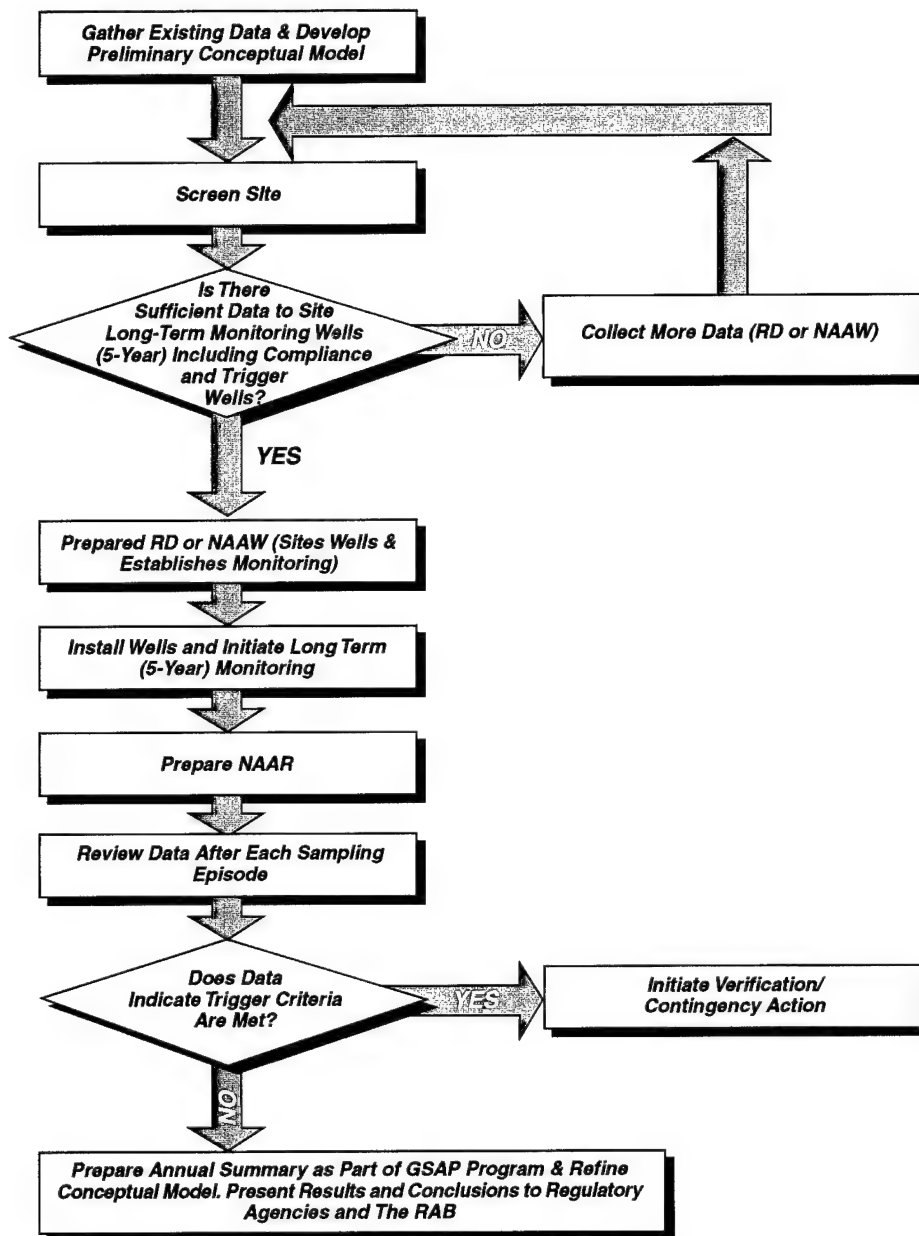 Gather Existing Data & Develop
Preliminary Conceptual Model
Screen Site
Is There
Sufficient Data to Site
Long-Term Monitoring Wells
(5-Year) Including Compliance
and Trigger
Wells?
NO
Collect More Data (RD or NAAW)
YES
Prepared RD or NAAW (Sites Wells &
Establishes Monitoring)
Install Wells and Initiate Long Term
(5-Year) Monitoring
Prepare NAAR
Review Data After Each Sampling
Episode
Does Data
Indicate Trigger Criteria
Are Met?
YES
Initiate Verification/
Contingency Action
NO
Prepare Annual Summary as Part of GSAP Program & Refine
Conceptual Model. Present Results and Conclusions to Regulatory
Agencies and The RAB